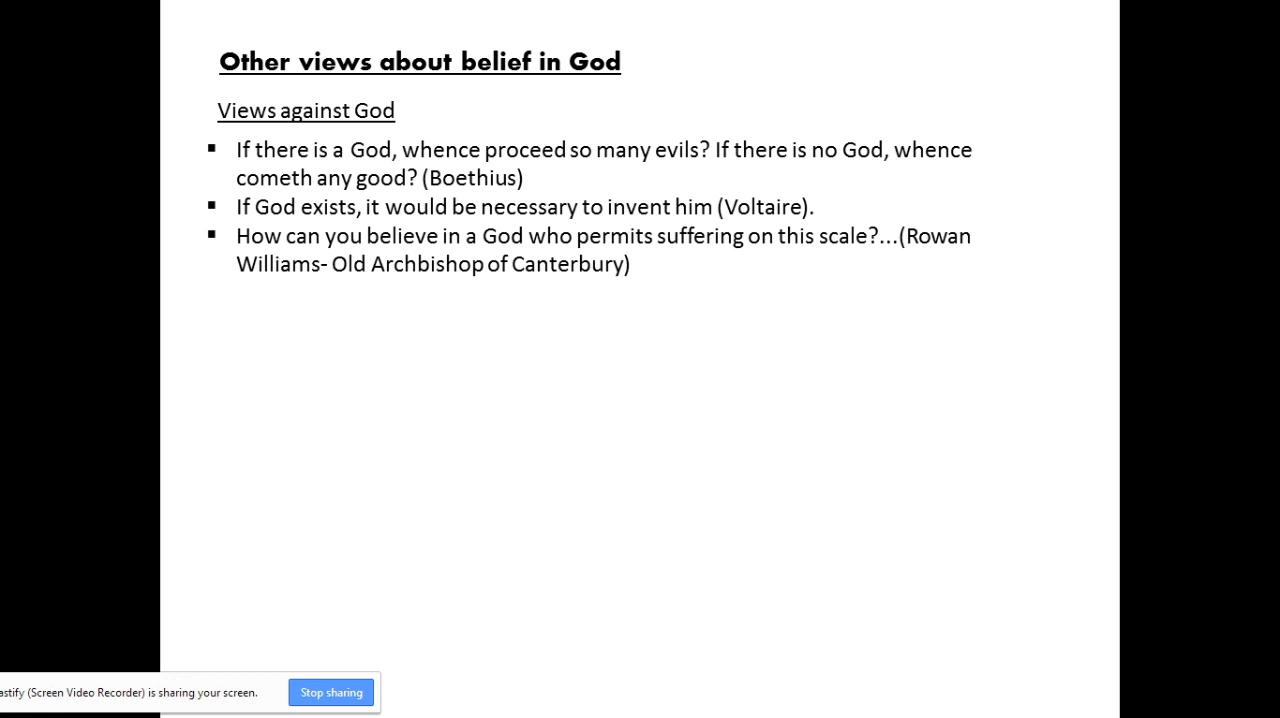 Other views about belief in God
Views against God
▪ If there is a God, whence proceed so many evils? If there is no God, whence
cometh any good? (Boethius)
▪ If God exists, it would be necessary to invent him (Voltaire).
▪ How can you believe in a God who permits suffering on this scale?...(Rowan
Williams- Old Archbishop of Canterbury)
astify (Screen Video Recorder) is sharing your screen.
Stop sharing